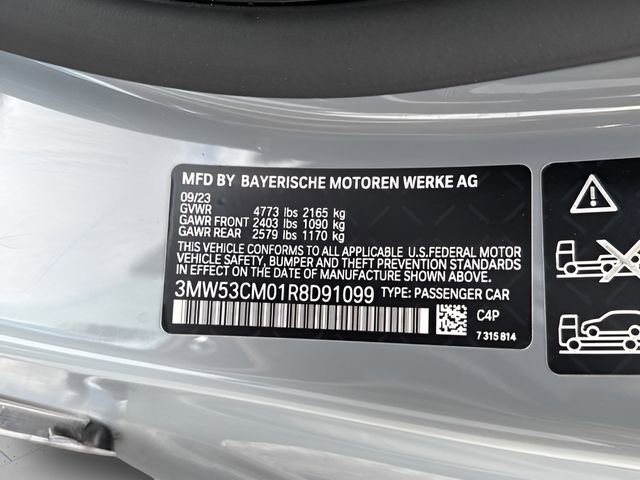 MFD BY BAYERISCHE MOTOREN WERKE AG
09/23
GVWR 4773 lbs 2165 kg
GAWR FRONT 2403 lbs 1090 kg
GAWR REAR 2579 lbs 1170 kg
THIS VEHICLE CONFORMS TO ALL APPLICABLE U.S.FEDERAL MOTOR
VEHICLE SAFETY, BUMPER AND THEFT PREVENTION STANDARDS
IN EFFECT ON THE DATE OF MANUFACTURE SHOWN ABOVE.
3MW53CM01R8D91099 TYPE: PASSENGER CAR
C4P
7 315 814